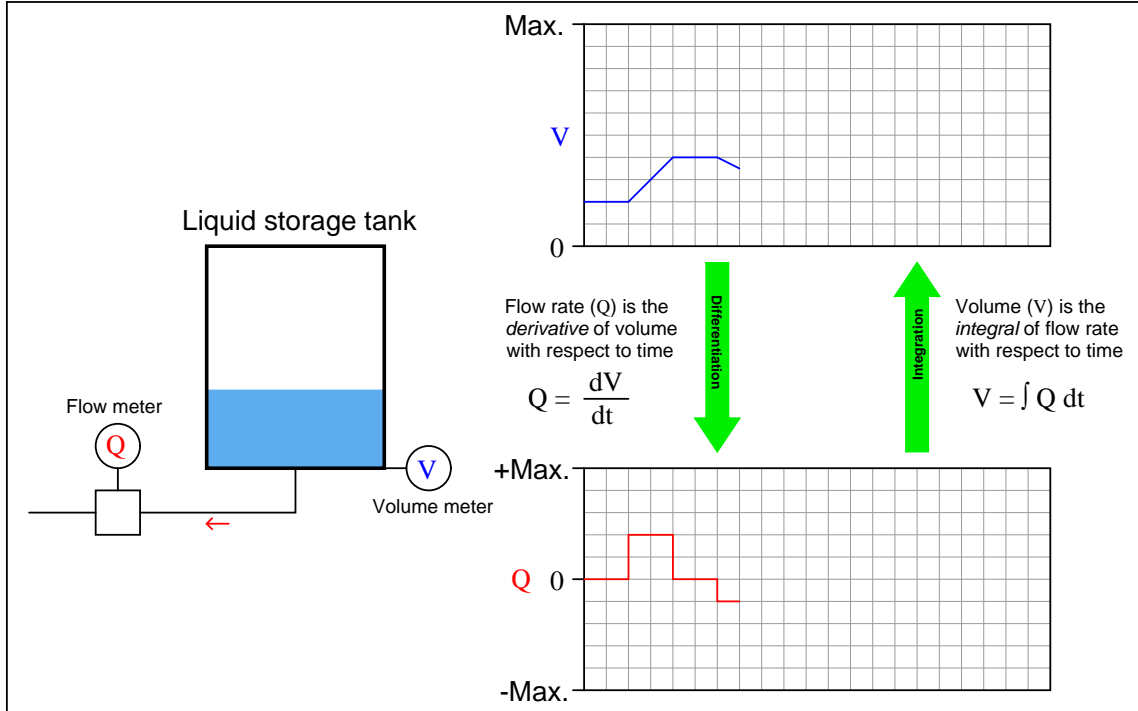 Max.
V
0
Liquid storage tank
Flow meter
Q
V
Volume meter
Flow rate (Q) is the
derivative of volume
with respect to time
Q = dV/dt
Differentiation
Integration
Volume (V) is the
integral of flow rate
with respect to time
V = ∫ Q dt
+Max.
Q 0
-Max.